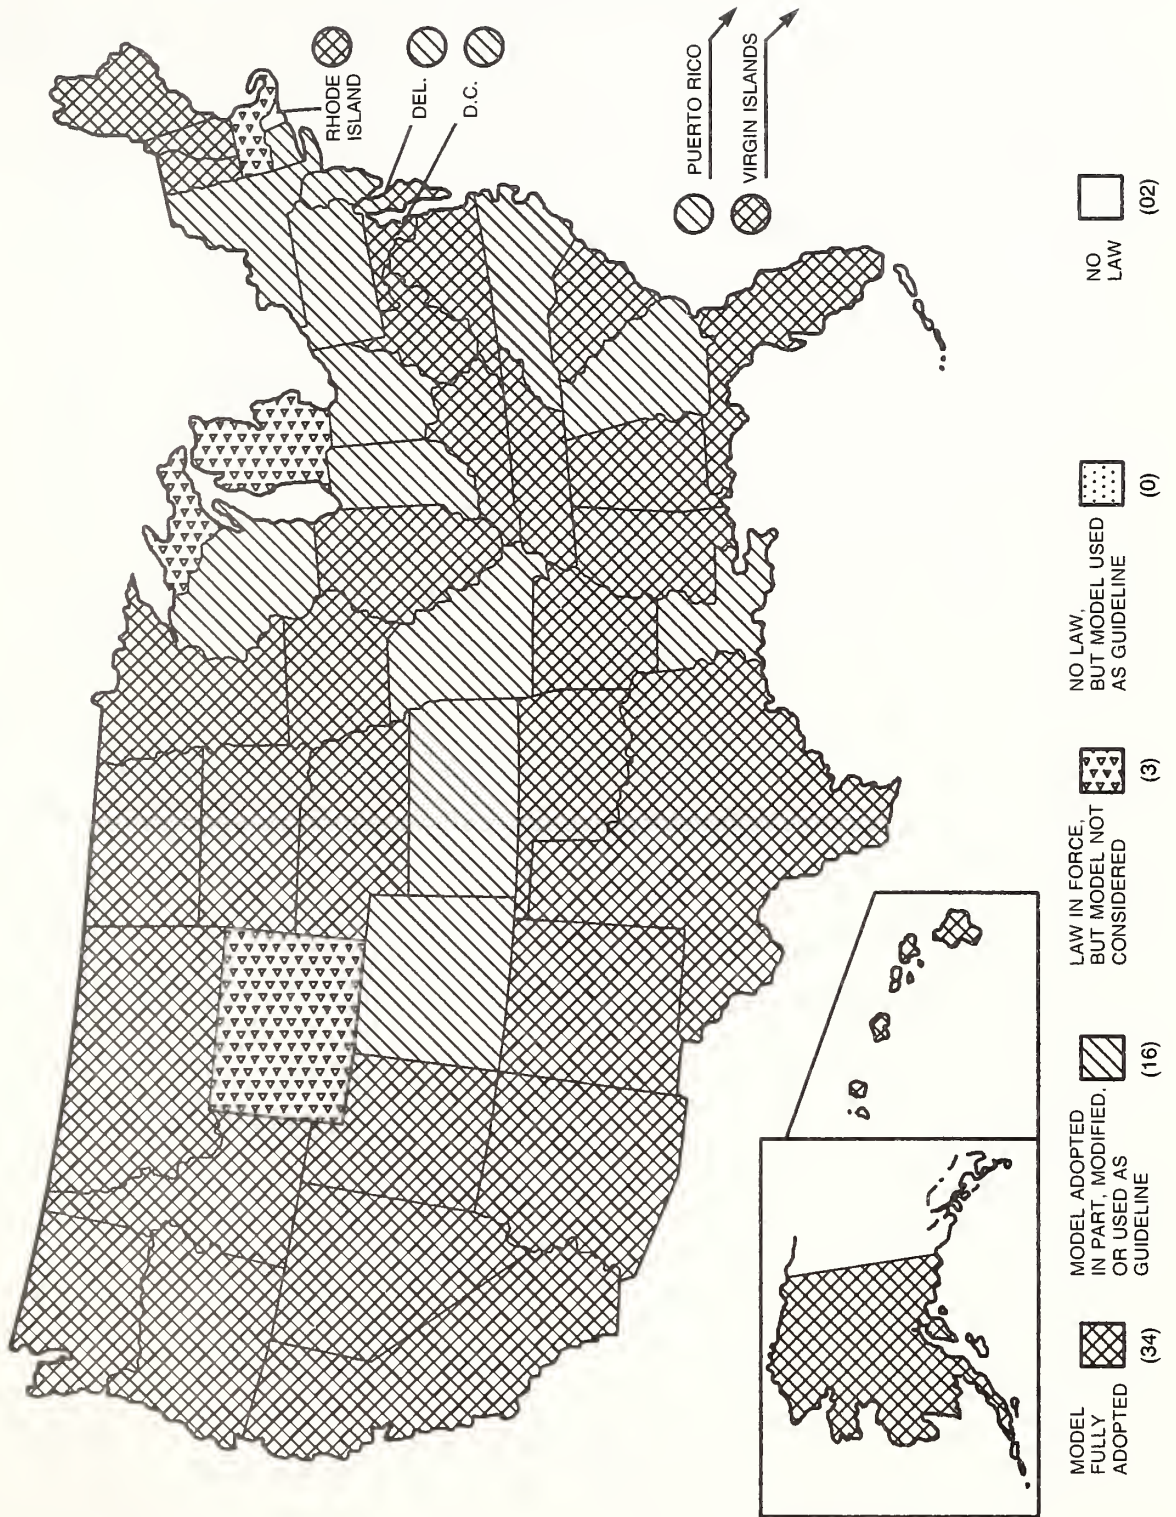 RHODE
ISLAND
DEL.
D.C.
PUERTO RICO
VIRGIN ISLANDS
MODEL
FULLY
ADOPTED
(34)
MODEL ADOPTED
IN PART, MODIFIED,
OR USED AS
GUIDELINE
(16)
LAW IN FORCE,
BUT MODEL NOT
CONSIDERED
(3)
NO LAW,
BUT MODEL USED
AS GUIDELINE
(0)
NO
LAW
(02)